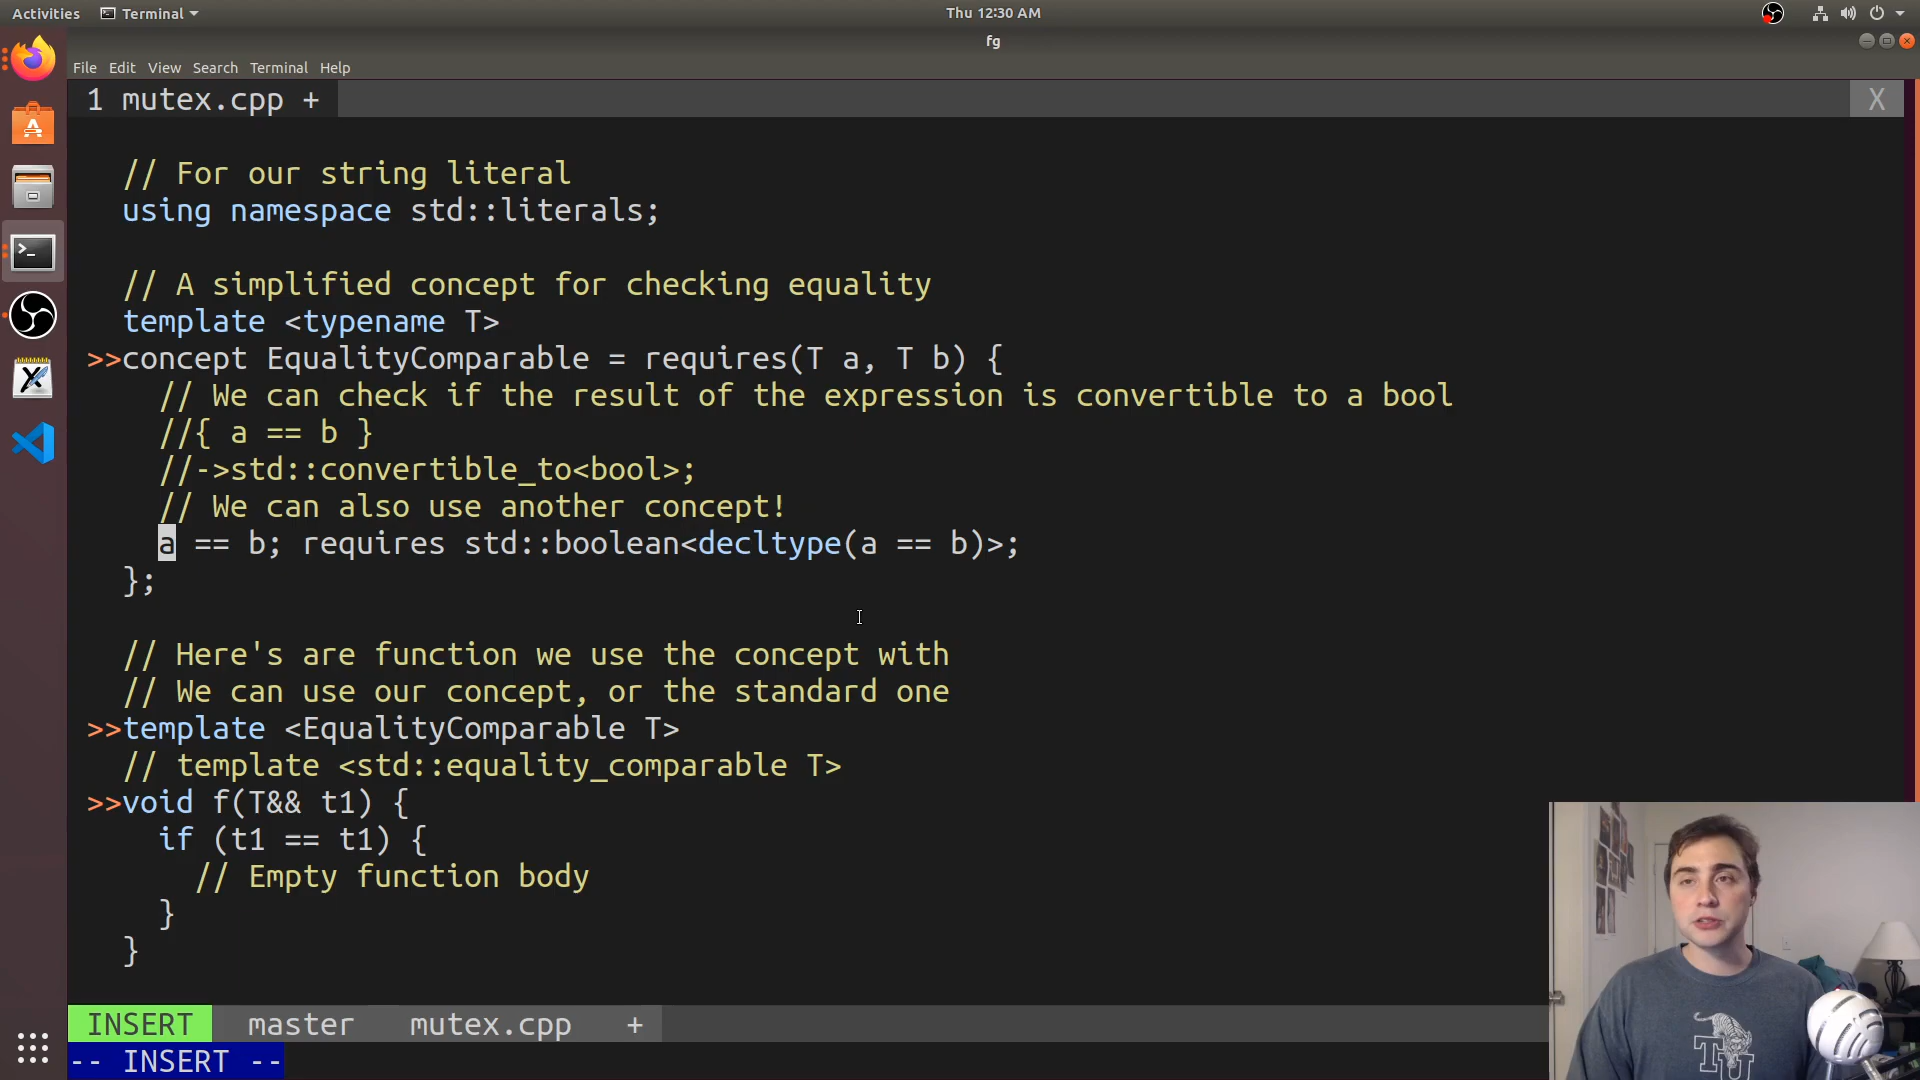 Activities
Terminal
Thu 12:30 AM
fg
File Edit View Search Terminal Help
1 mutex.cpp +
X
// For our string literal
using namespace std::literals;
// A simplified concept for checking equality
template <typename T>
>>concept EqualityComparable = requires(T a, T b) {
// We can check if the result of the expression is convertible to a bool
//{ a == b }
//->std::convertible_to<bool>;
// We can also use another concept!
a == b; requires std::boolean<decltype(a == b)>;
};
// Here's are function we use the concept with
// We can use our concept, or the standard one
>>template <EqualityComparable T>
// template <std::equality_comparable T>
>>void f(T&& t1) {
if (t1 == t1) {
// Empty function body
}
}
INSERT master mutex.cpp +
-- INSERT --
TU